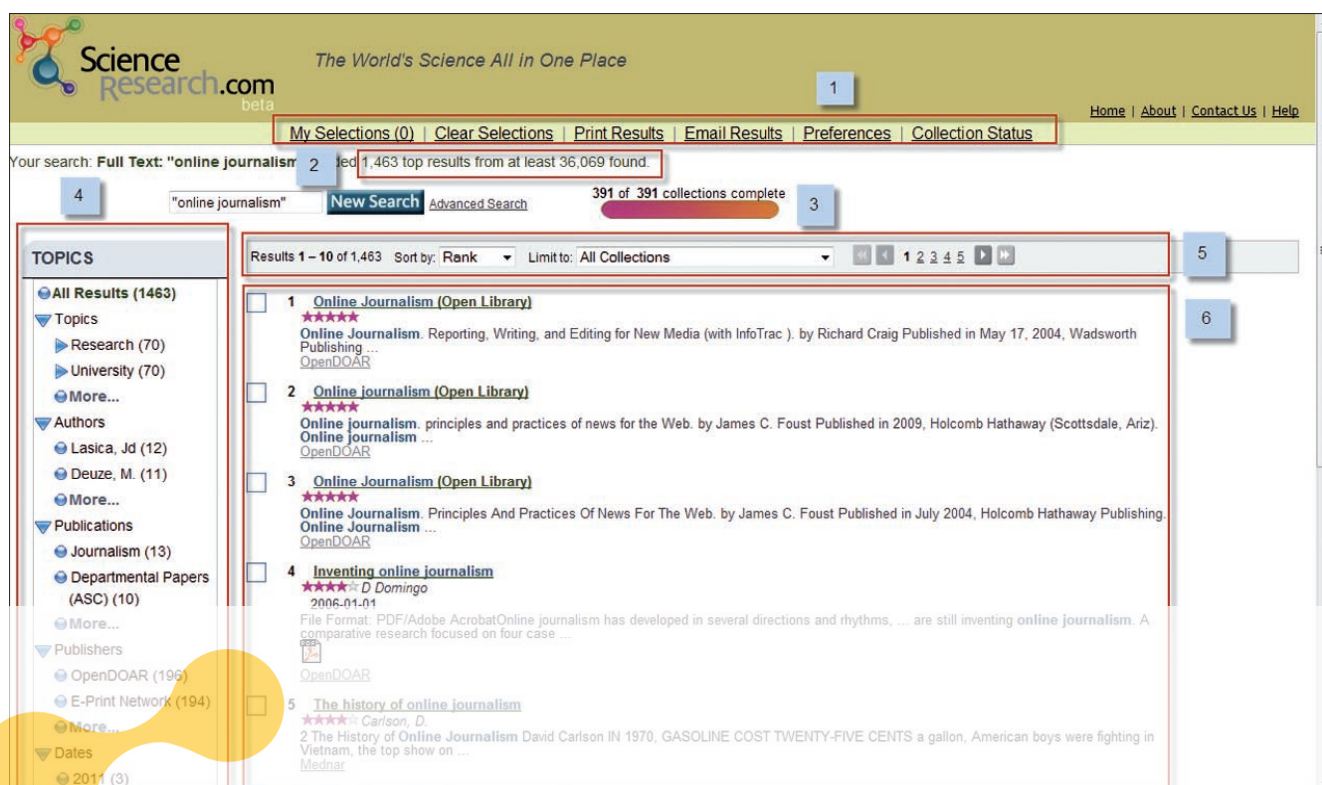 Science
Research.com
beta
The World's Science All in One Place
1
Home | About | Contact Us | Help
My Selections (0) | Clear Selections | Print Results | Email Results | Preferences | Collection Status
Your search: Full Text: "online journalism 2 ded 1,463 top results from at least 36,069 found.
4
"online journalism" New Search Advanced Search
391 of 391 collections complete
3
TOPICS
All Results (1463)
Topics
Research (70)
University (70)
More...
Authors
Lasica, Jd (12)
Deuze, M. (11)
More...
Publications
Journalism (13)
Departmental Papers
(ASC) (10)
More...
Publishers
OpenDOAR (196)
E-Print Network (194)
More...
Dates
2011 (3)
Results 1 – 10 of 1,463 Sort by: Rank Limit to: All Collections 1 2 3 4 5
5
6
1 Online Journalism (Open Library)
Online Journalism. Reporting, Writing, and Editing for New Media (with InfoTrac ). by Richard Craig Published in May 17, 2004, Wadsworth
Publishing ...
OpenDOAR
2 Online journalism (Open Library)
Online journalism. principles and practices of news for the Web. by James C. Foust Published in 2009, Holcomb Hathaway (Scottsdale, Ariz).
Online journalism ...
OpenDOAR
3 Online Journalism (Open Library)
Online Journalism. Principles And Practices Of News For The Web. by James C. Foust Published in July 2004, Holcomb Hathaway Publishing.
Online Journalism ...
OpenDOAR
4 Inventing online journalism
D Domingo
2006-01-01
File Format: PDF/Adobe AcrobatOnline journalism has developed in several directions and rhythms, ... are still inventing online journalism. A
comparative research focused on four case ...
OpenDOAR
5 The history of online journalism
Carlson, D.
2 The History of Online Journalism David Carlson IN 1970, GASOLINE COST TWENTY-FIVE CENTS a gallon, American boys were fighting in
Vietnam, the top show on ...
Mednar